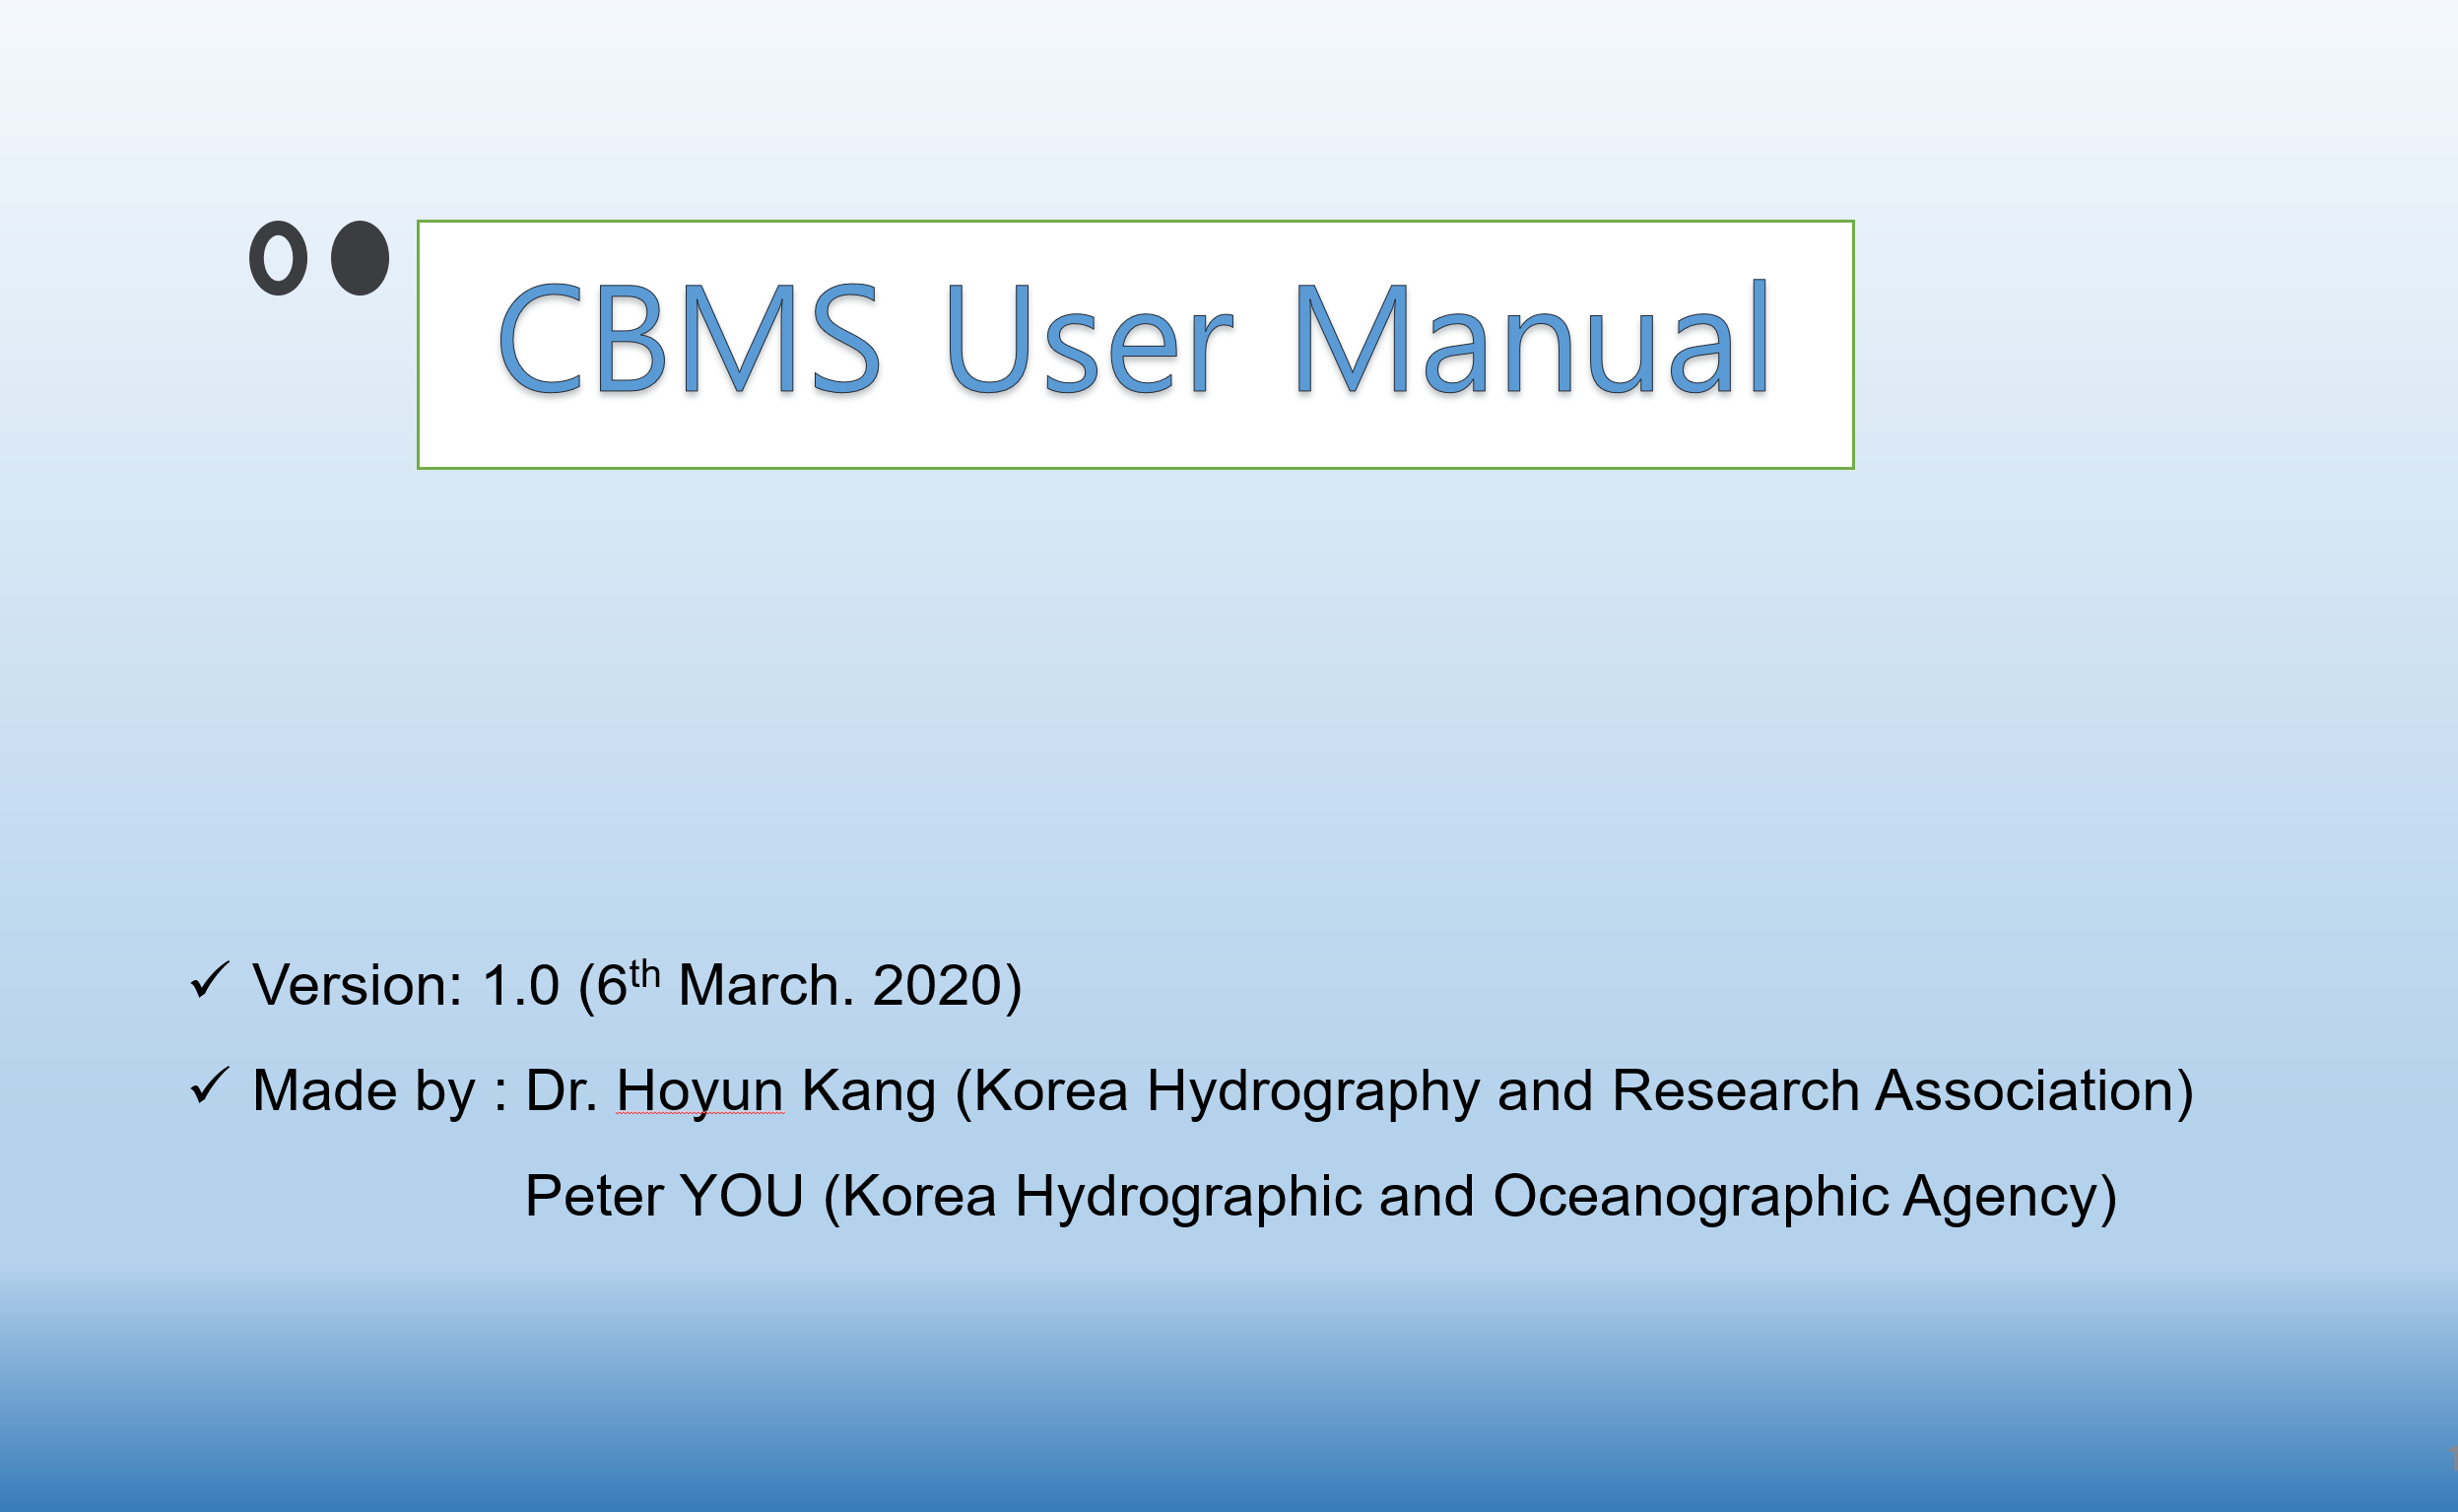 CBMS User Manual
✓ Version: 1.0 (6th March. 2020)
✓ Made by : Dr. Hoyun Kang (Korea Hydrography and Research Association)
Peter YOU (Korea Hydrographic and Oceanographic Agency)